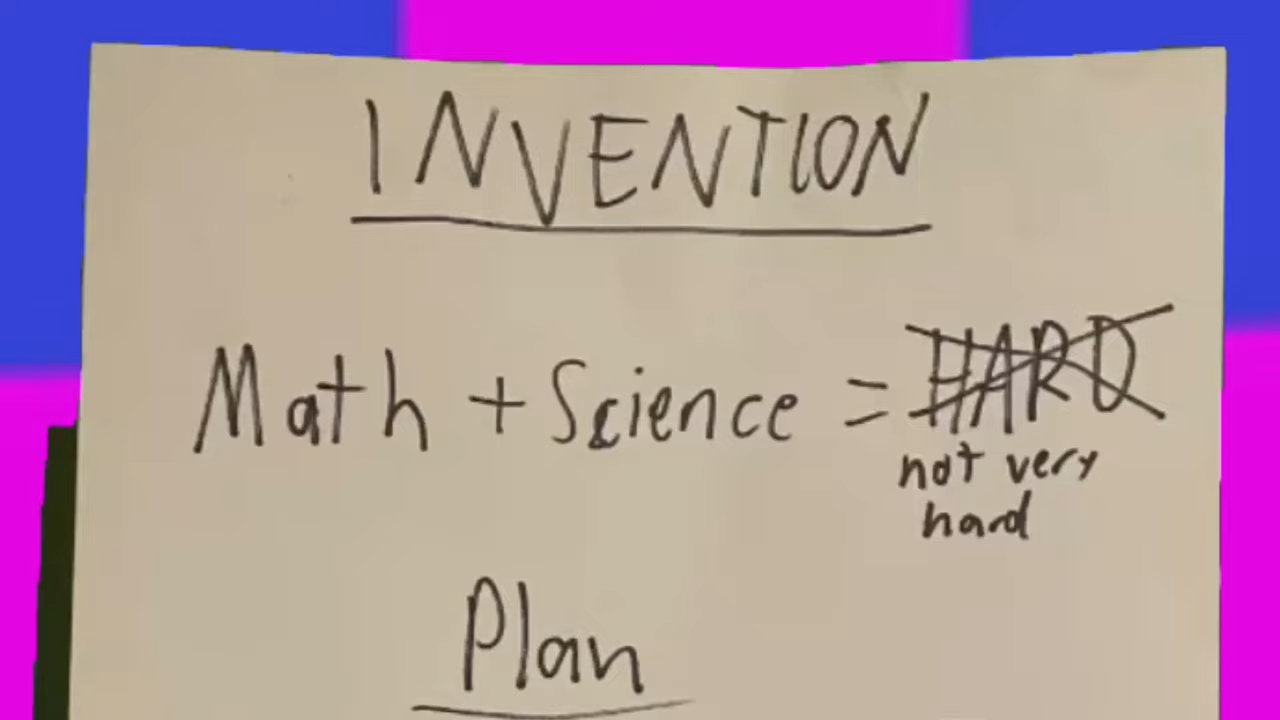 INVENTION
Math + Science = HARD
not very
hard
Plan